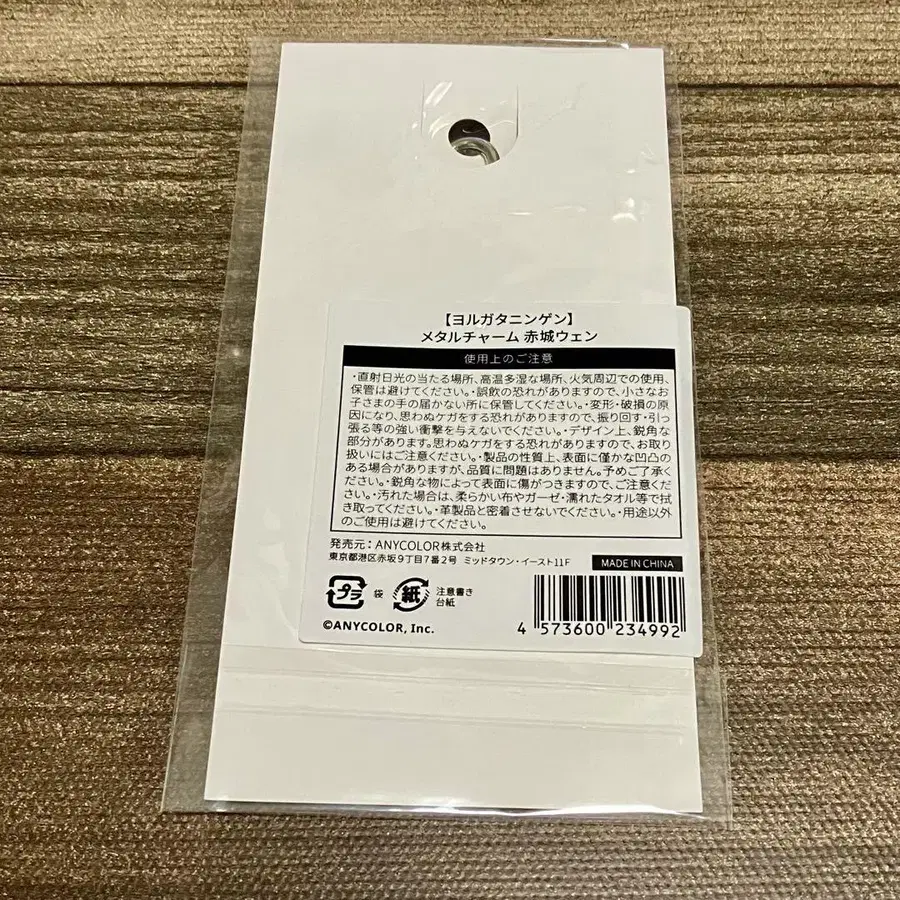 【ヨルガタニンゲン】
メタルチャーム 赤城ウェン
使用上のご注意
・直射日光の当たる場所、高温多湿な場所、火気周辺での使用、
保管は避けてください。・誤飲の恐れがありますので、小さなお
子さまの手の届かない所に保管してください。・変形・破損の原
因になり、思わぬケガをする恐れがありますので、振り回す・引っ
張る等の強い衝撃を与えないでください。・デザイン上、鋭角な
部分があります。思わぬケガをする恐れがありますので、お取り
扱いにはご注意ください。・製品の性質上、表面に僅かな凹凸の
ある場合がありますが、品質に問題はありません。予めご了承く
ださい。・鋭角な物によって表面に傷がつきますので、ご注意くだ
さい。・汚れた場合は、柔らかい布やガーゼ・濡れたタオル等で拭
き取ってください。・革製品と密着させないでください。・用途以外
のご使用は避けてください。
発売元：ANYCOLOR株式会社
東京都港区赤坂9丁目7番2号 ミッドタウン・イースト11F
MADE IN CHINA
プラ 袋 紙 注意書き
台紙
©ANYCOLOR, Inc.
4 573600 234992